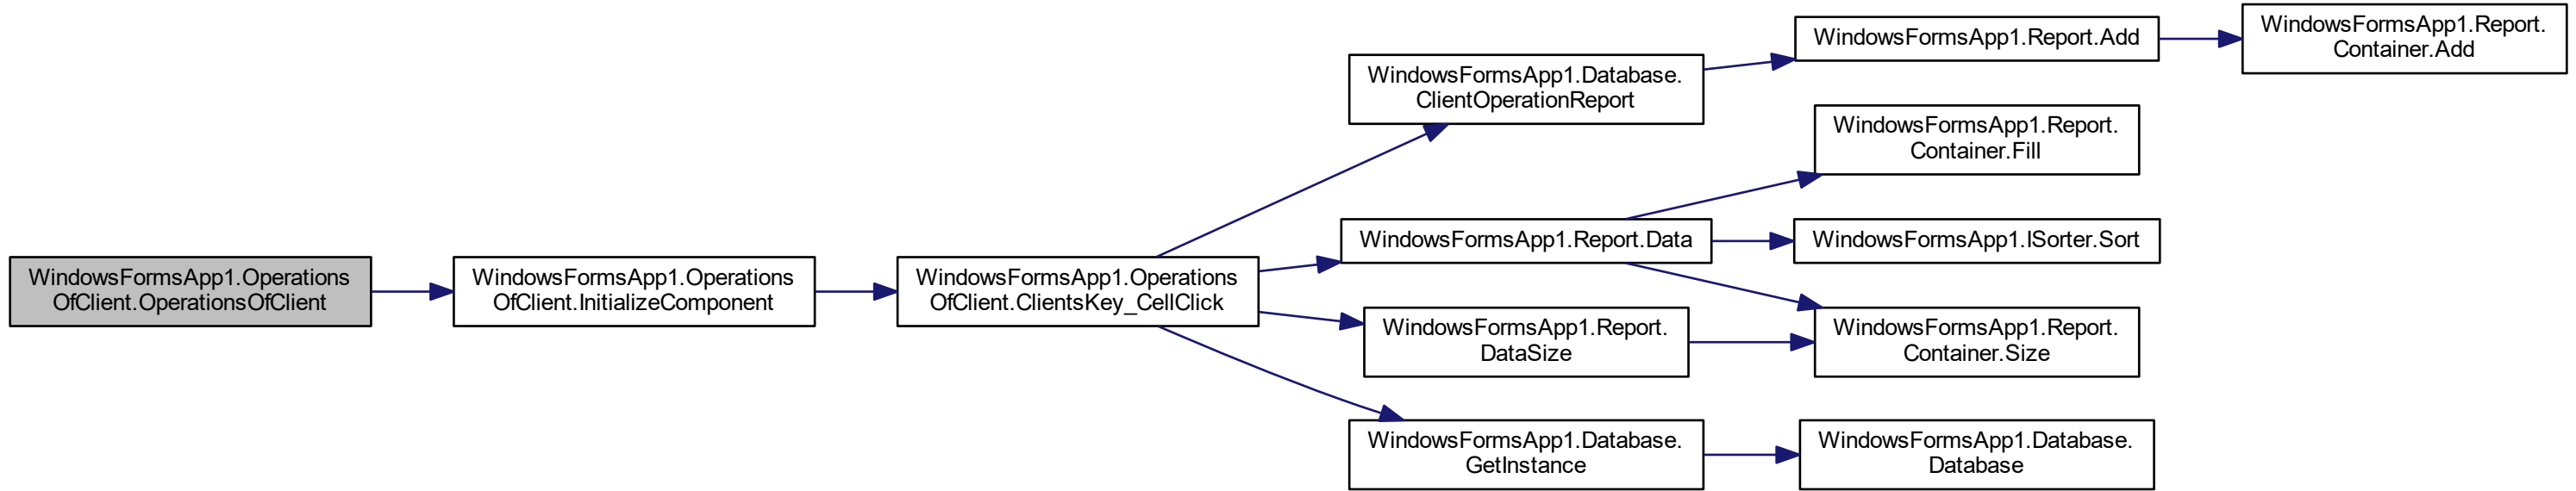 WindowsFormsApp1.Operations
OfClient.OperationsOfClient
WindowsFormsApp1.Operations
OfClient.InitializeComponent
WindowsFormsApp1.Operations
OfClient.ClientsKey_CellClick
WindowsFormsApp1.Database.
ClientOperationReport
WindowsFormsApp1.Report.Add
WindowsFormsApp1.Report.
Container.Add
WindowsFormsApp1.Report.Data
WindowsFormsApp1.Report.
Container.Fill
WindowsFormsApp1.ISorter.Sort
WindowsFormsApp1.Report.
DataSize
WindowsFormsApp1.Report.
Container.Size
WindowsFormsApp1.Database.
GetInstance
WindowsFormsApp1.Database.
Database